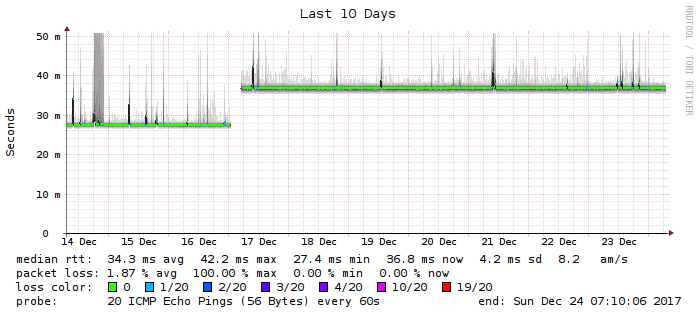 Last 10 Days
RRDTOOL / TOBI OETIKER
Seconds
50 m
40 m
30 m
20 m
10 m
0
14 Dec 15 Dec 16 Dec 17 Dec 18 Dec 19 Dec 20 Dec 21 Dec 22 Dec 23 Dec
median rtt: 34.3 ms avg 42.2 ms max 27.4 ms min 36.8 ms now 4.2 ms sd 8.2 am/s
packet loss: 1.87 % avg 100.00 % max 0.00 % min 0.00 % now
loss color: 0 1/20 2/20 3/20 4/20 10/20 19/20
probe: 20 ICMP Echo Pings (56 Bytes) every 60s end: Sun Dec 24 07:10:06 2017